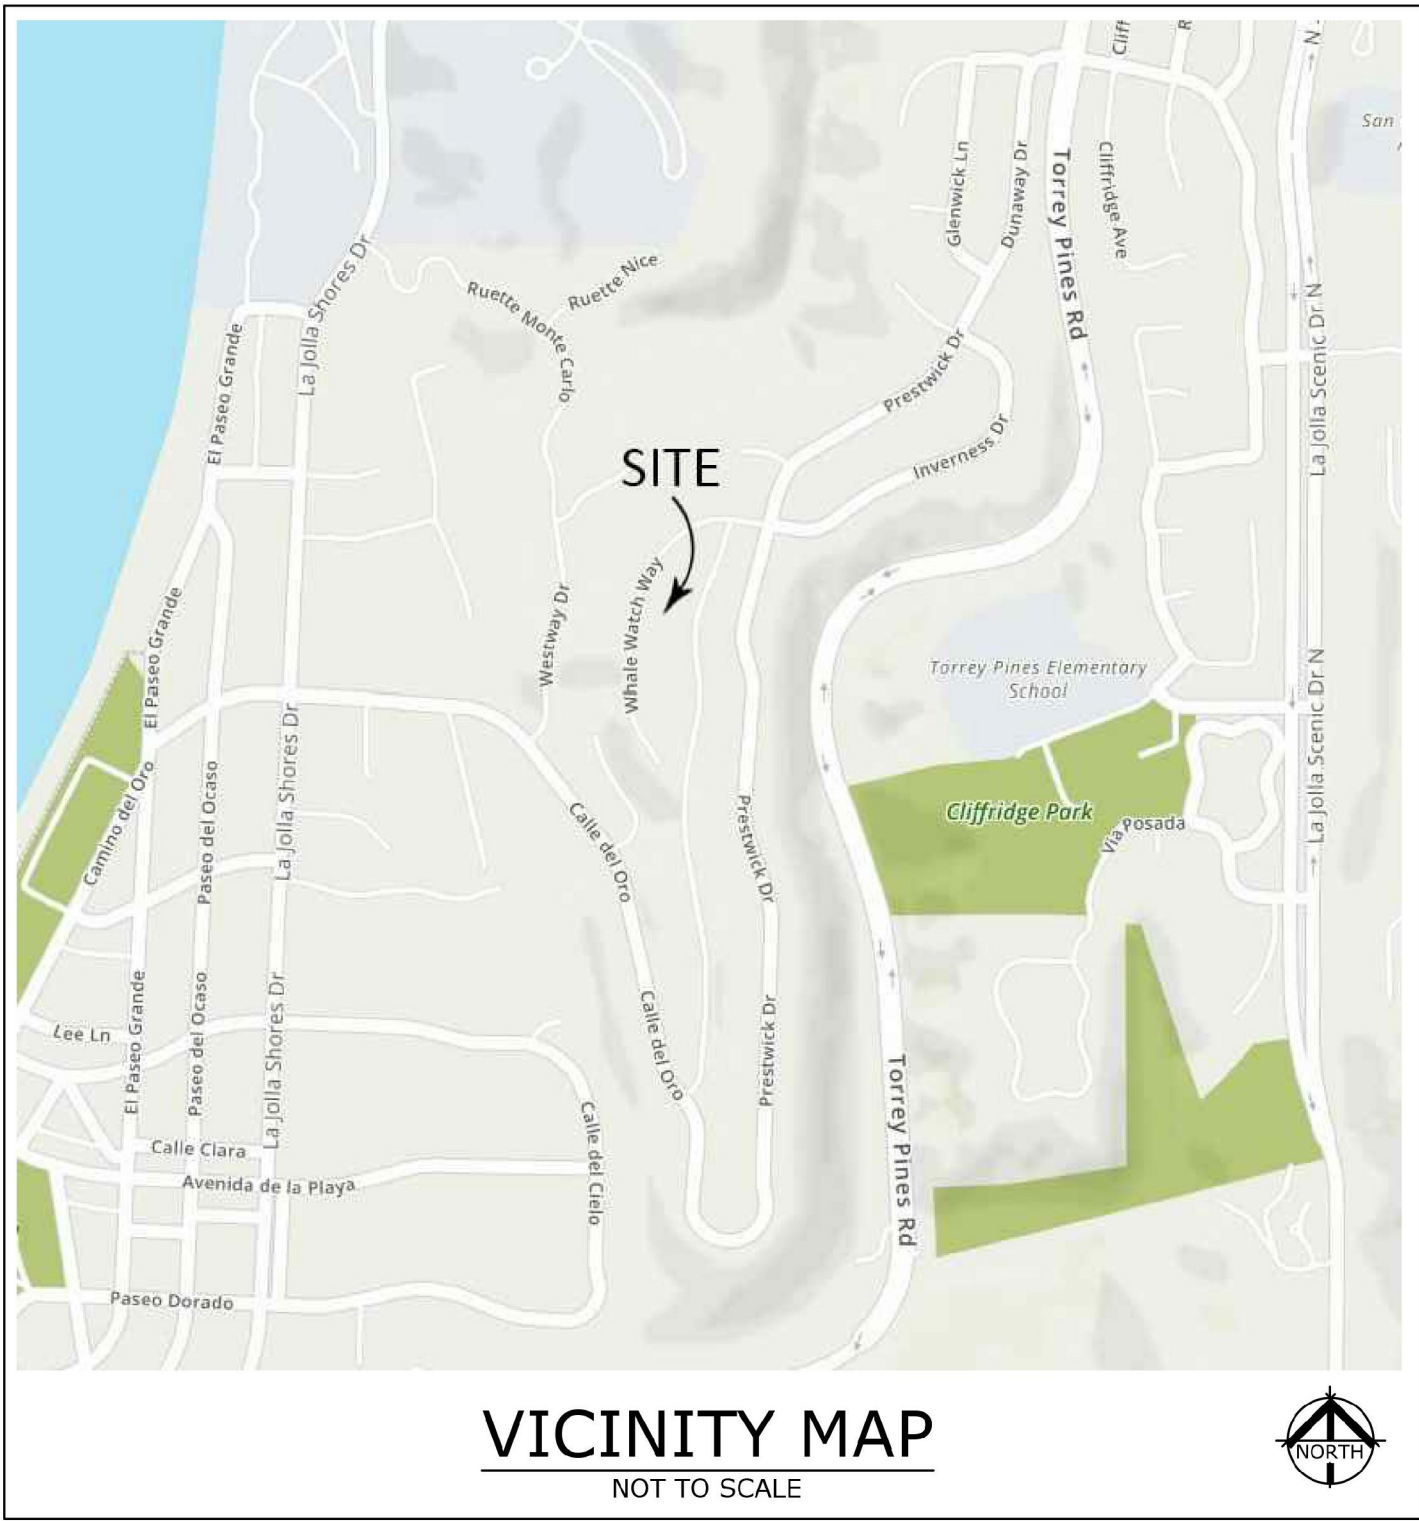 Cliff
R
N
San
Glenwick Ln
Dunaway Dr
Torrey Pines Rd
Cliffridge Ave
La Jolla Shores Dr
Ruette Monte Carlo
Ruette Nice
El Paseo Grande
Prestwick Dr
Inverness Dr
La Jolla Scenic Dr N
SITE
El Paseo Grande
Westway Dr
Whale Watch Way
Torrey Pines Elementary
School
La Jolla Scenic Dr N
Camino del Oro
Paseo del Ocaso
La Jolla Shores Dr
Calle del Oro
Prestwick Dr
Cliffridge Park
Via Posada
Lee Ln
El Paseo Grande
Paseo del Ocaso
La Jolla Shores Dr
Calle del Oro
Prestwick Dr
Torrey Pines Rd
Calle Clara
Avenida de la Playa
Calle del Cielo
Paseo Dorado
VICINITY MAP
NOT TO SCALE
NORTH